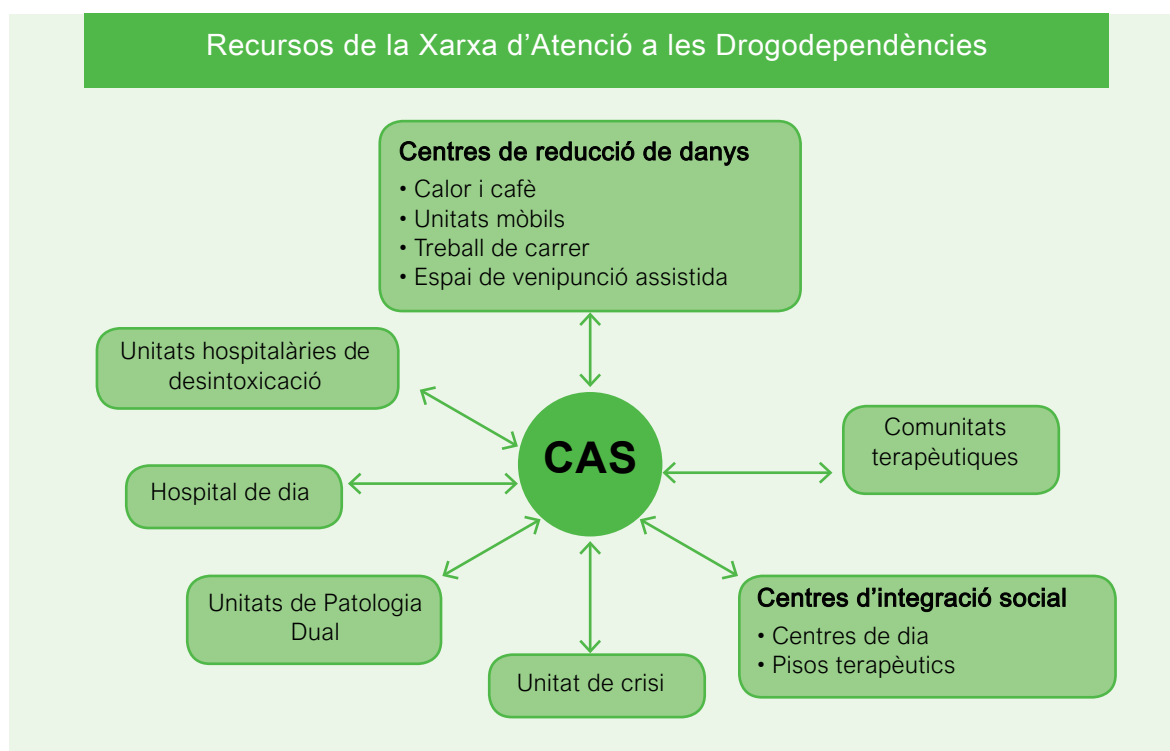 Recursos de la Xarxa d'Atenció a les Drogodependències
Centres de reducció de danys
• Calor i cafè
• Unitats mòbils
• Treball de carrer
• Espai de venipunció assistida
Unitats hospitalàries de
desintoxicació
CAS
Comunitats
terapèutiques
Hospital de dia
Unitats de Patologia
Dual
Unitat de crisi
Centres d'integració social
• Centres de dia
• Pisos terapèutics